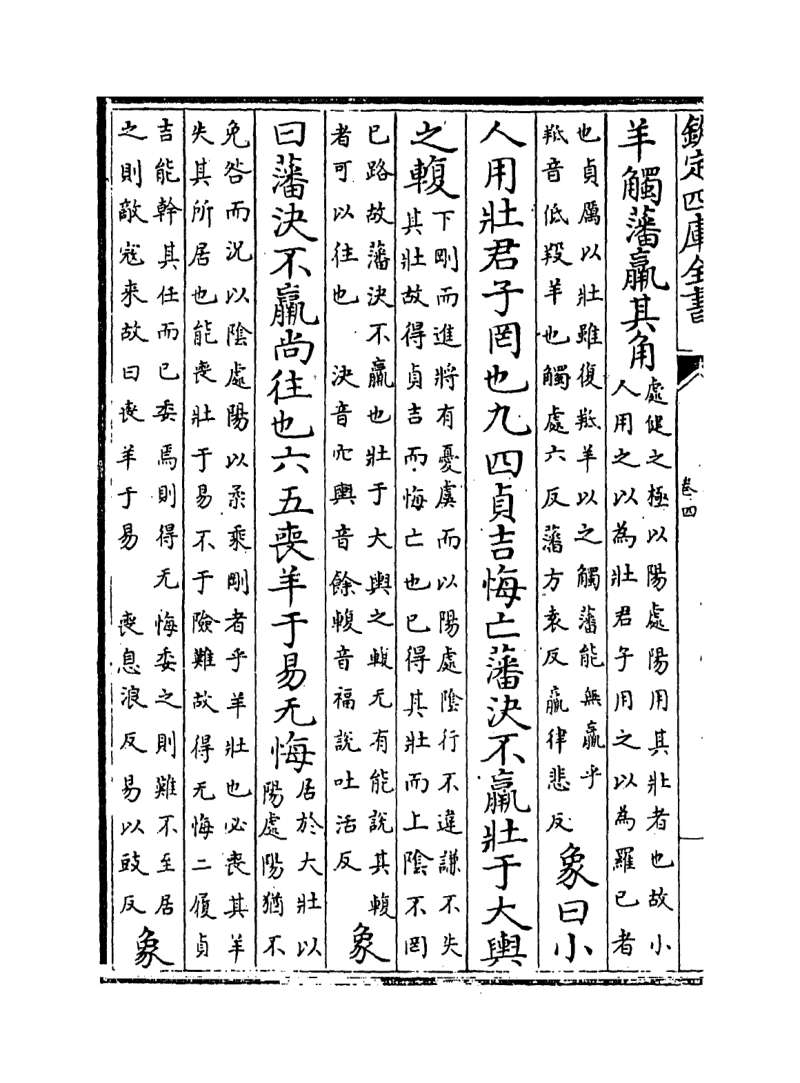 欽定四庫全書
卷四
羊觸藩羸其角處健之極以陽處陽用其壯者也故小
人用之以為壯君子用之以為羅已者
也貞厲以壯雖復羝羊以之觸藩能無羸乎
羝音低羖羊也觸處六反藩方袁反羸律悲反
象曰小
人用壯君子罔也九四貞吉悔亡藩決不羸壯于大輿
之輹下剛而進將有憂虞而以陽處陰行不違謙不失
其壯故得貞吉而悔亡也已得其壯而上陰不罔
已路故藩決不羸也壯于大輿之輹无有能說其輹
者可以往也 決音穴輿音餘輹音福說吐活反
象
曰藩決不羸尚往也六五喪羊于易无悔居於大壯以
陽處陽猶不
免咎而況以陰處陽以柔乘剛者乎羊壯也必喪其羊
失其所居也能喪壯于易不于險難故得无悔二履貞
吉能幹其任而已委焉則得无悔委之則難不至居
之則敵寇來故曰喪羊于易 喪息浪反易以豉反
象